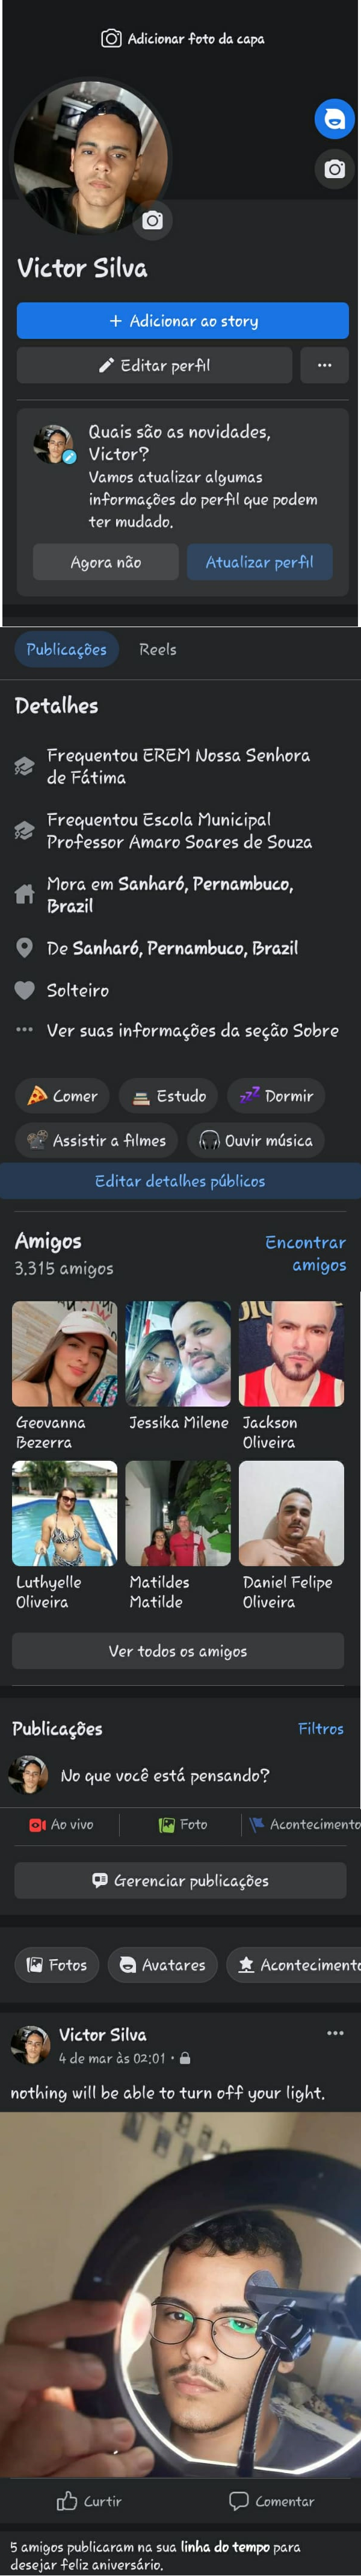 Adicionar foto da capa
Victor Silva
+ Adicionar ao story
Editar perfil
Quais são as novidades,
Victor?
Vamos atualizar algumas
informações do perfil que podem
ter mudado.
Agora não
Atualizar perfil
Publicações
Reels
Detalhes
Frequentou EREM Nossa Senhora
de Fátima
Frequentou Escola Municipal
Professor Amaro Soares de Souza
Mora em Sanharó, Pernambuco,
Brazil
De Sanharó, Pernambuco, Brazil
Solteiro
Ver suas informações da seção Sobre
Comer
Estudo
Dormir
Assistir a filmes
Ouvir música
Editar detalhes públicos
Amigos
Encontrar
amigos
3.315 amigos
Geovanna
Bezerra
Jessika Milene
Jackson
Oliveira
Luthyelle
Oliveira
Matildes
Matilde
Daniel Felipe
Oliveira
Ver todos os amigos
Publicações
Filtros
No que você está pensando?
Ao vivo
Foto
Acontecimento
Gerenciar publicações
Fotos
Avatares
Acontecimento
Victor Silva
4 de mar às 02:01 ·
nothing will be able to turn off your light.
Curtir
Comentar
5 amigos publicaram na sua linha do tempo para
desejar feliz aniversário.